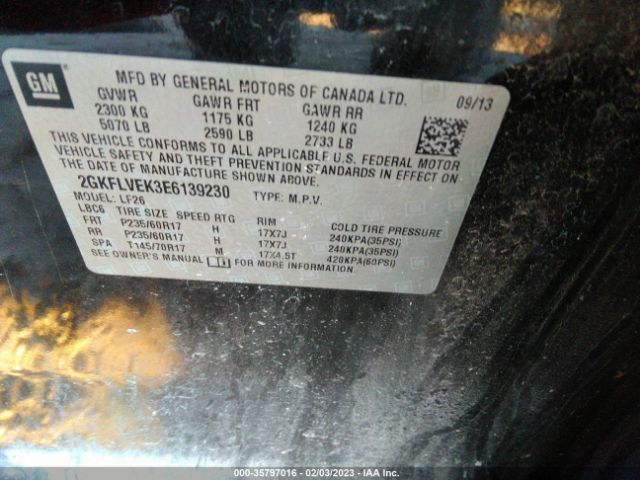 GM
MFD BY GENERAL MOTORS OF CANADA LTD.
09/13
GVWR GAWR FRT GAWR RR
2300 KG 1175 KG 1240 KG
5070 LB 2590 LB 2733 LB
THIS VEHICLE CONFORMS TO ALL APPLICABLE U.S. FEDERAL MOTOR
VEHICLE SAFETY AND THEFT PREVENTION STANDARDS IN EFFECT ON
THE DATE OF MANUFACTURE SHOWN ABOVE.
2GKFLVEK3E6139230 TYPE: M.P.V.
MODEL: LF26
LBC6 TIRE SIZE SPEED RTG RIM COLD TIRE PRESSURE
FRT P235/60R17 H 17X7J 240KPA(35PSI)
RR P235/60R17 H 17X7J 240KPA(35PSI)
SPA T145/70R17 M 17X4.5T 420KPA(60PSI)
SEE OWNER'S MANUAL FOR MORE INFORMATION
000-35797016 - 02/03/2023 - IAA Inc.